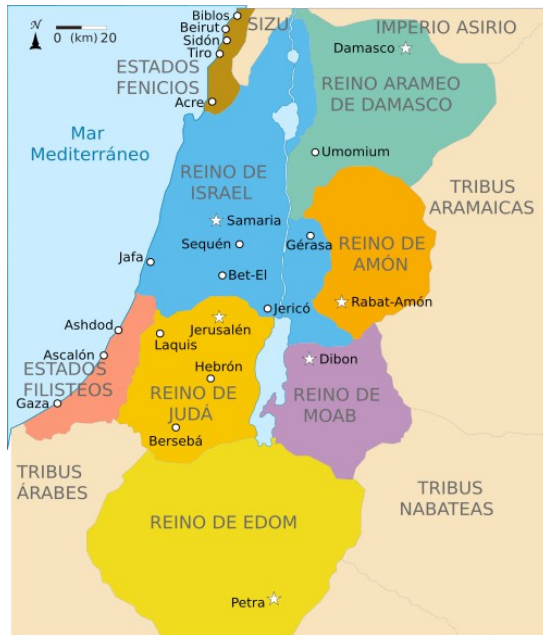 Biblos
Beirut
Sidón
Tiro
SIZU
IMPERIO ASIRIO
N
0 (km) 20
Damasco
ESTADOS
FENICIOS
REINO ARAMEO
DE DAMASCO
Acre
Mar
Mediterráneo
Umomium
REINO DE
ISRAEL
TRIBUS
ARAMAICAS
Samaria
Sequén
Gérasa
REINO DE
AMÓN
Jafa
Bet-El
Jericó
Rabat-Amón
Ashdod
Jerusalén
Laquis
Ascalón
Dibon
ESTADOS
FILISTEOS
Hebrón
Gaza
REINO DE
JUDÁ
REINO DE
MOAB
Bersebá
TRIBUS
ÁRABES
TRIBUS
NABATEAS
REINO DE EDOM
Petra